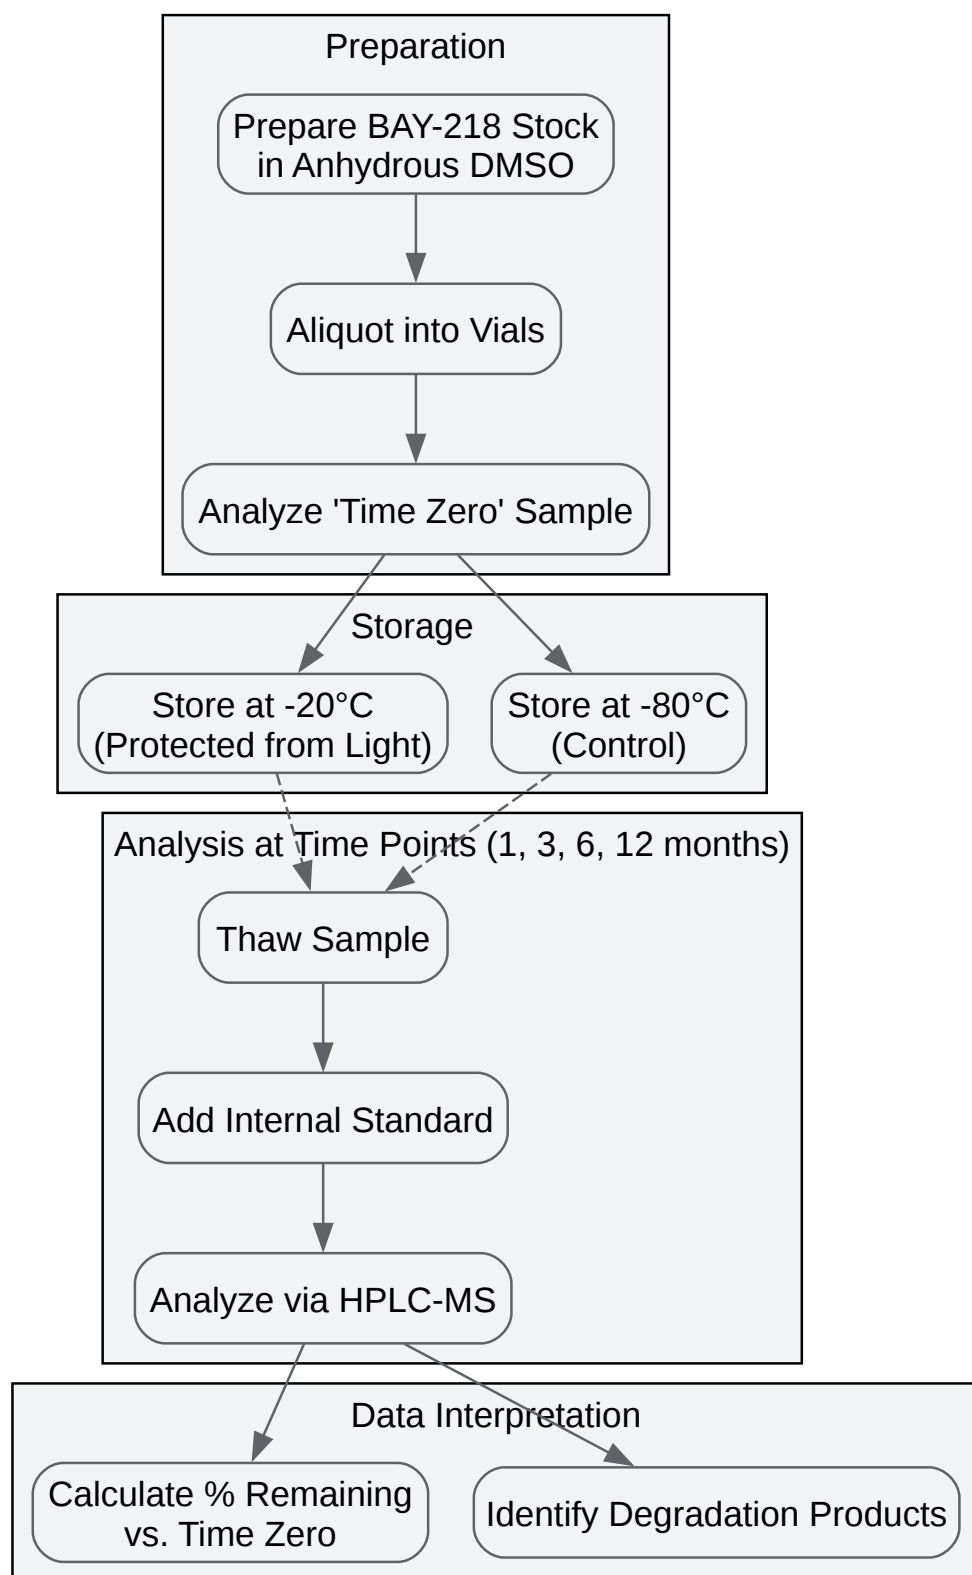 Preparation
Prepare BAY-218 Stock
in Anhydrous DMSO
Aliquot into Vials
Analyze 'Time Zero' Sample
Storage
Store at -20°C
(Protected from Light)
Store at -80°C
(Control)
Analysis at Time Points (1, 3, 6, 12 months)
Thaw Sample
Add Internal Standard
Analyze via HPLC-MS
Data Interpretation
Calculate % Remaining
vs. Time Zero
Identify Degradation Products